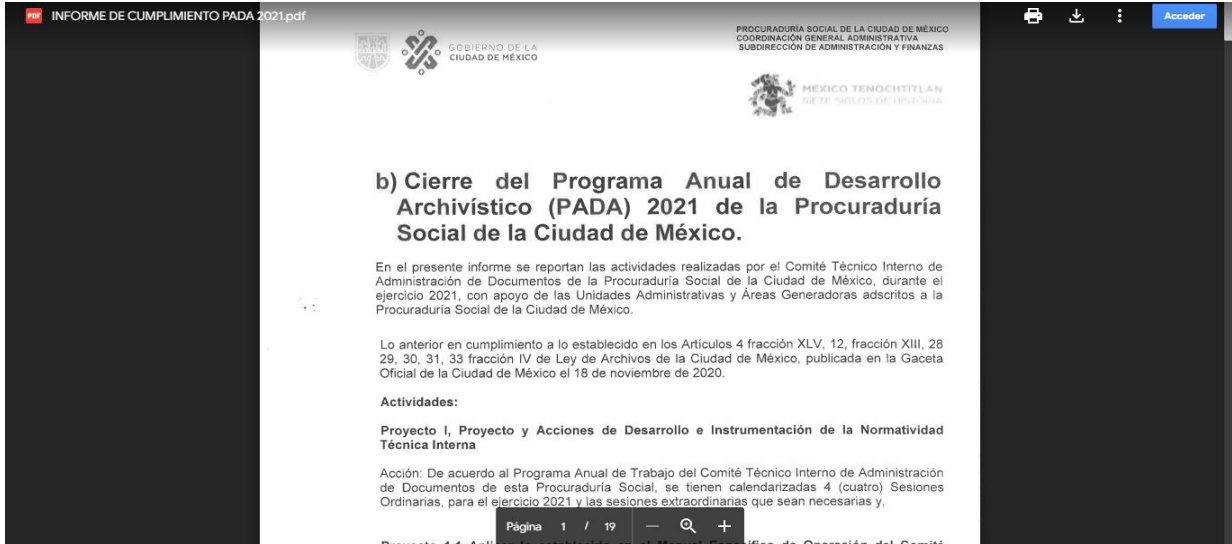 PDF INFORME DE CUMPLIMIENTO PADA 2021.pdf
Acceder
GOBIERNO DE LA
CIUDAD DE MÉXICO
PROCURADURÍA SOCIAL DE LA CIUDAD DE MÉXICO
COORDINACIÓN GENERAL ADMINISTRATIVA
SUBDIRECCIÓN DE ADMINISTRACIÓN Y FINANZAS
MÉXICO TENOCHTITLAN
SIETE SIGLOS DE HISTORIA
b) Cierre del Programa Anual de Desarrollo
Archivístico (PADA) 2021 de la Procuraduría
Social de la Ciudad de México.
En el presente informe se reportan las actividades realizadas por el Comité Técnico Interno de
Administración de Documentos de la Procuraduría Social de la Ciudad de México, durante el
ejercicio 2021, con apoyo de las Unidades Administrativas y Áreas Generadoras adscritos a la
Procuraduría Social de la Ciudad de México.
Lo anterior en cumplimiento a lo establecido en los Artículos 4 fracción XLV, 12, fracción XIII, 28
29, 30, 31, 33 fracción IV de Ley de Archivos de la Ciudad de México, publicada en la Gaceta
Oficial de la Ciudad de México el 18 de noviembre de 2020.
Actividades:
Proyecto I, Proyecto y Acciones de Desarrollo e Instrumentación de la Normatividad
Técnica Interna
Acción: De acuerdo al Programa Anual de Trabajo del Comité Técnico Interno de Administración
de Documentos de esta Procuraduría Social, se tienen calendarizadas 4 (cuatro) Sesiones
Ordinarias, para el ejercicio 2021 y las sesiones extraordinarias que sean necesarias y,
Página 1 / 19